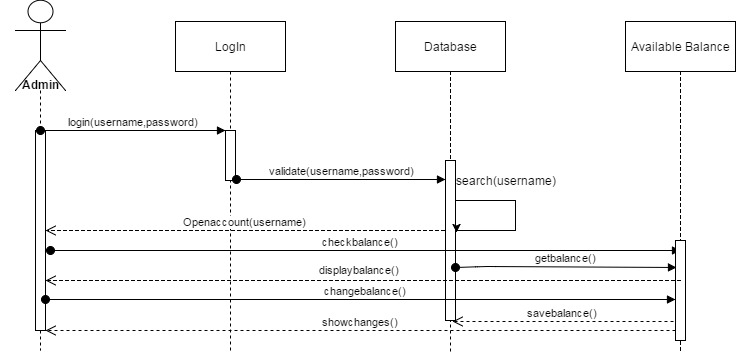 LogIn
Database
Available Balance
Admin
login(username,password)
validate(username,password)
search(username)
Openaccount(username)
checkbalance()
getbalance()
displaybalance()
changebalance()
savebalance()
showchanges()